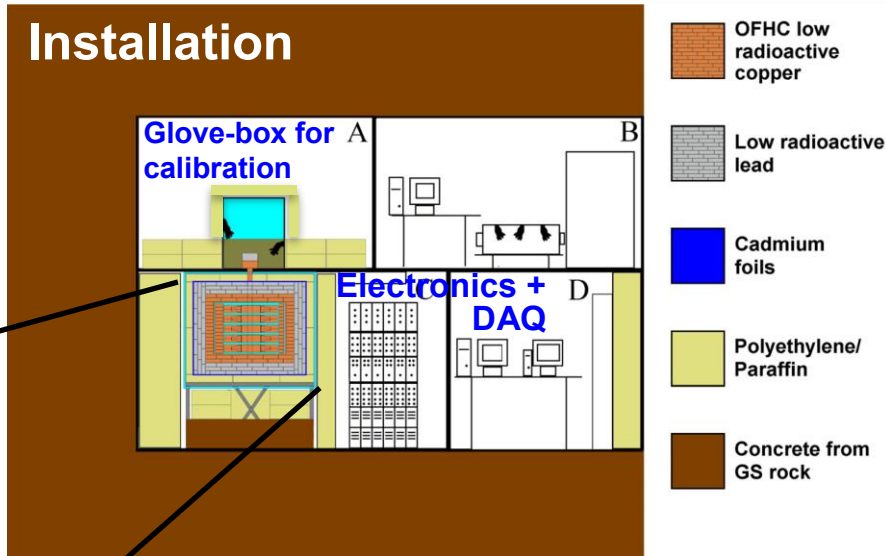 Installation
Glove-box for
calibration
A
B
Electronics +
DAQ
C
D
OFHC low
radioactive
copper
Low radioactive
lead
Cadmium
foils
Polyethylene/
Paraffin
Concrete from
GS rock